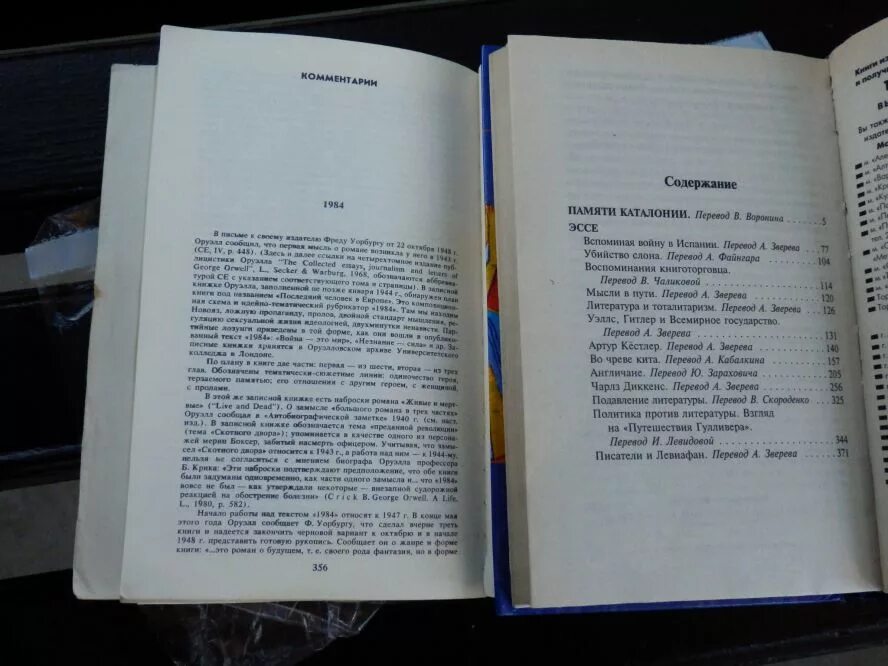 КОММЕНТАРИИ
1984
В письме к своему издателю Фреду Уорбургу от 22 октября 1948 г.
Оруэлл сообщил, что первая мысль о романе возникла у него в 1943 г.
(CE, IV, p. 448). (Здесь и далее ссылки на четырехтомное издание пуб-
лицистики Оруэлла "The Collected essays, journalism and letters of
George Orwell", L., Secker & Warburg, 1968, обозначаются аббревиа-
турой CE с указанием соответствующего тома и страницы). В записной
книжке Оруэлла, заполненной не позже января 1944 г., обнаружен план
книги под названием «Последний человек в Европе». Это композицион-
ная схема и идейно-тематический рубрикатор «1984». Там мы находим
Новояз, ложную пропаганду, пролов, двойной стандарт мышления, ре-
гуляцию сексуальной жизни идеологией, двухминутки ненависти. Пар-
тийные лозунги приведены в той форме, как они вошли в опублико-
ванный текст «1984»: «Война — это мир», «Незнание — сила» и др. За-
писные книжки хранятся в Оруэлловском архиве Университетского
колледжа в Лондоне.
По плану в книге две части: первая — из шести, вторая — из трех
глав. Обозначены тематически-сюжетные линии: одиночество героя,
терзаемого памятью; его отношения с другим героем, с женщиной,
с пролами.
В этой же записной книжке есть наброски романа «Живые и мерт-
вые» ("Live and Dead"). О замысле «большого романа в трех частях»
Оруэлл сообщал в «Автобиографической заметке» 1940 г. (см. наст.
изд.). В записной книжке обозначается тема «преданной революции»
(тема «Скотного двора»); упоминается в качестве одного из персона-
жей мерин Боксер, забитый насмерть офицером. Учитывая, что замы-
сел «Скотного двора» относится к 1943 г., а работа над ним — к 1944-му,
нельзя не согласиться с мнением биографа Оруэлла профессора
Б. Крика: «Эти наброски подтверждают предположение, что обе книги
были задуманы одновременно, как части одного замысла и... что «1984»
вовсе не был — как утверждали некоторые — внезапной судорожной
реакцией на обострение болезни» (Crick B. George Orwell. A Life.
L., 1980, p. 582).
Начало работы над текстом «1984» относят к 1947 г. В конце мая
этого года Оруэлл сообщает Ф. Уорбургу, что сделал вчерне треть
книги и надеется закончить черновой вариант к октябрю и в начале
1948 г. представить готовую рукопись. Сообщает он о жанре и форме
книги: «...это роман о будущем, т. е. своего рода фантазия, но в форме
356
Содержание
ПАМЯТИ КАТАЛОНИИ. Перевод В. Воронина 5
ЭССЕ
Вспоминая войну в Испании. Перевод А. Зверева 77
Убийство слона. Перевод А. Файнгара 104
Воспоминания книготорговца.
Перевод В. Чаликовой 114
Мысли в пути. Перевод А. Зверева 120
Литература и тоталитаризм. Перевод А. Зверева 126
Уэллс, Гитлер и Всемирное государство.
Перевод А. Зверева 131
Артур Кёстлер. Перевод А. Зверева 140
Во чреве кита. Перевод А. Кабалкина 157
Англичане. Перевод Ю. Зараховича 205
Чарлз Диккенс. Перевод А. Зверева 256
Подавление литературы. Перевод В. Скороденко 325
Политика против литературы. Взгляд
на «Путешествия Гулливера».
Перевод И. Левидовой 344
Писатели и Левиафан. Перевод А. Зверева 371
Книги из
и получ
Вы такж
издате